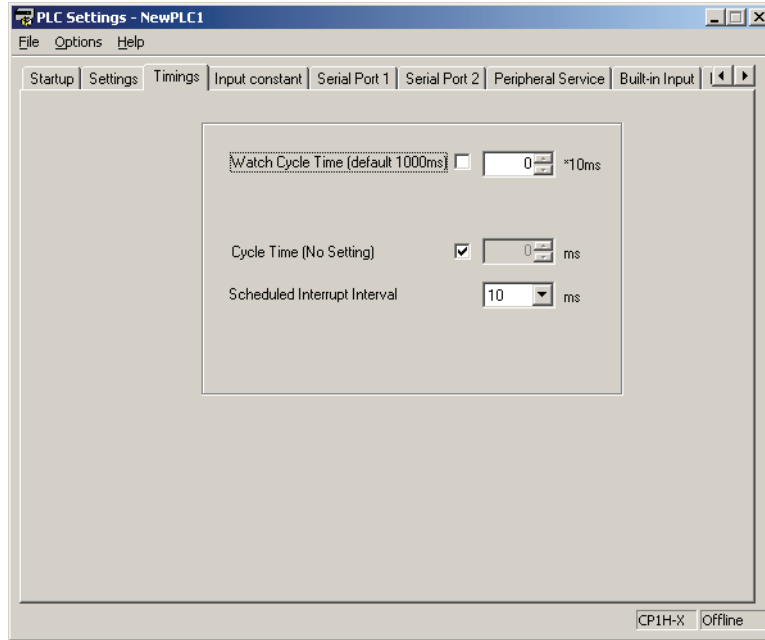 PLC Settings - NewPLC1
File Options Help
Startup Settings Timings Input constant Serial Port 1 Serial Port 2 Peripheral Service Built-in Input
Watch Cycle Time (default 1000ms) 0 *10ms
Cycle Time (No Setting) 0 ms
Scheduled Interrupt Interval 10 ms
CP1H-X Offline